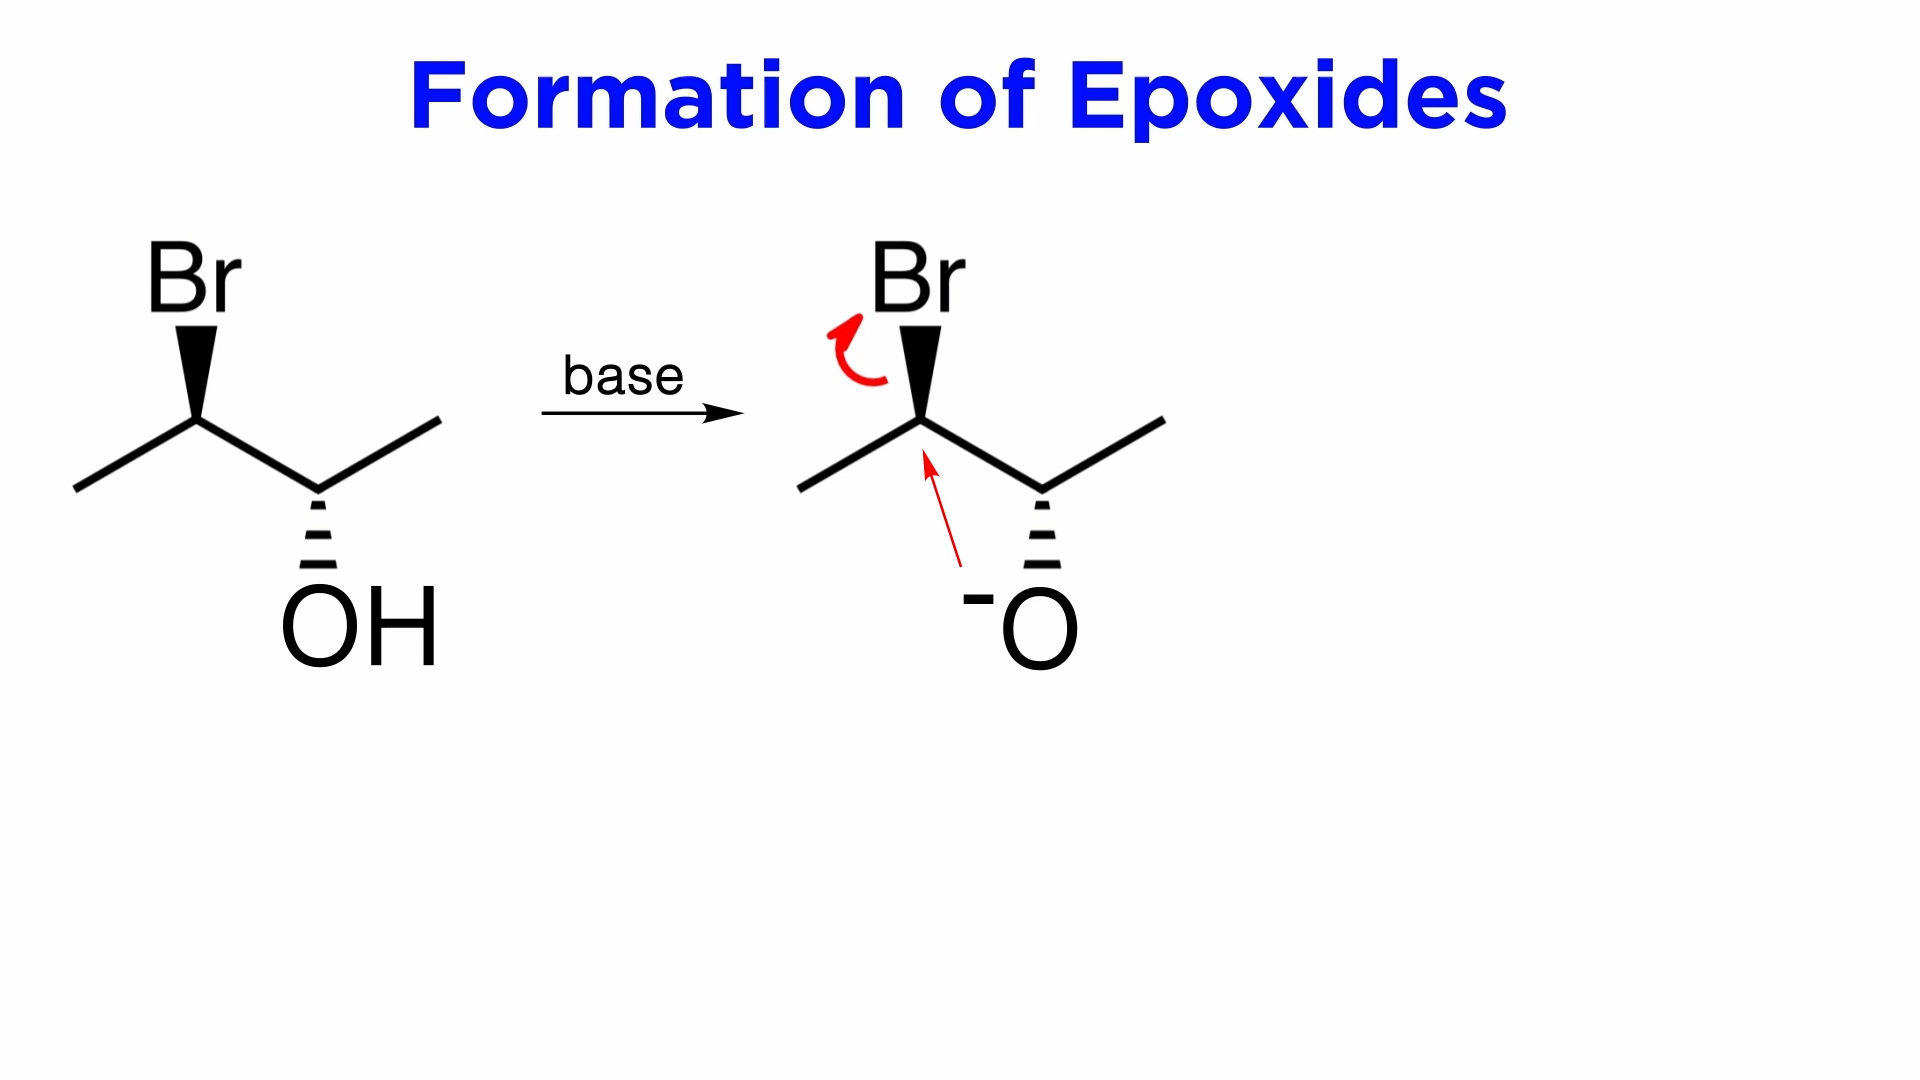 Formation of Epoxides
Br
Br
base
OH
-O